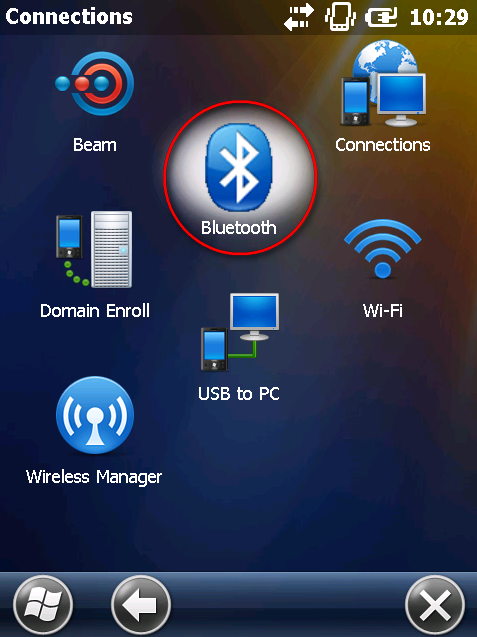 Connections 10:29
Beam
Connections
Bluetooth
Domain Enroll
Wi-Fi
USB to PC
Wireless Manager